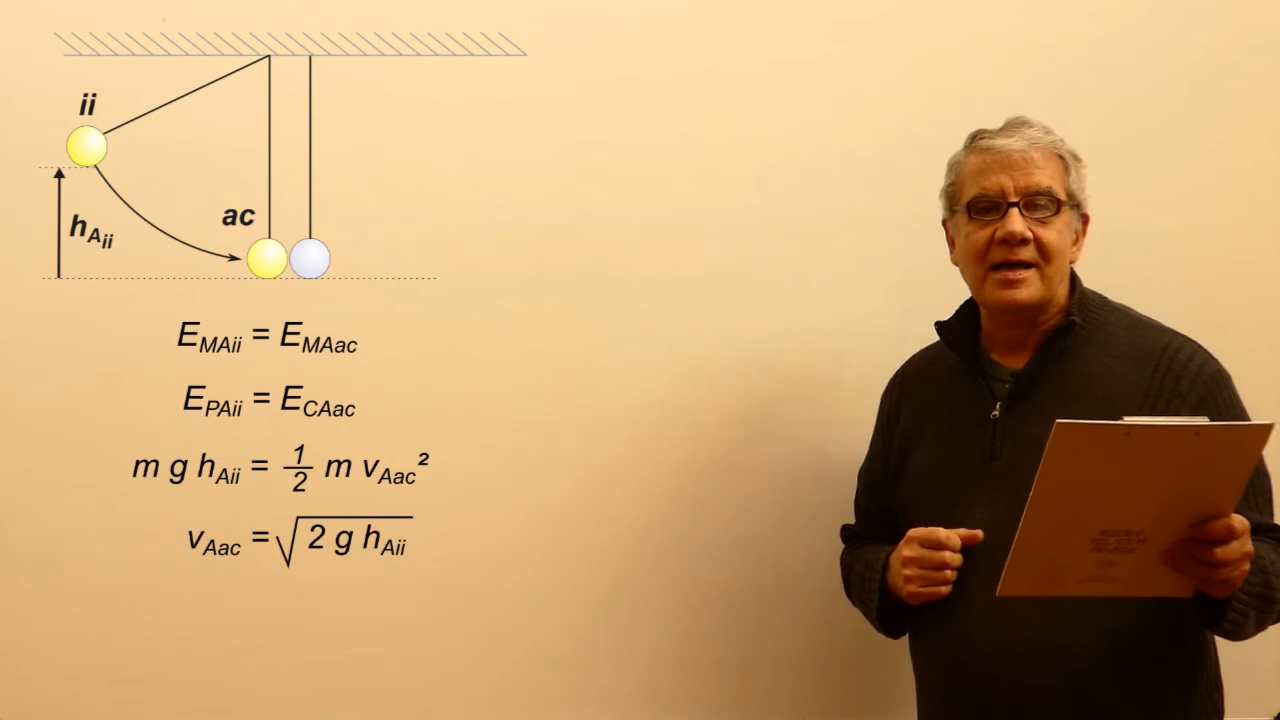 ii
ac
hAii
EMAii = EMAac
EPAii = ECAac
m g hAii = 1/2 m vAac²
vAac = √2 g hAii